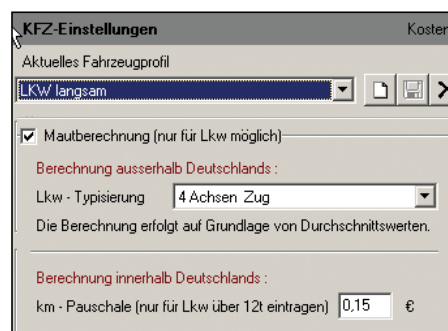 KFZ-Einstellungen Kosten
Aktuelles Fahrzeugprofil
LKW langsam
Mautberechnung (nur für Lkw möglich)
Berechnung ausserhalb Deutschlands :
Lkw - Typisierung 4 Achsen Zug
Die Berechnung erfolgt auf Grundlage von Durchschnittswerten.
Berechnung innerhalb Deutschlands :
km - Pauschale (nur für Lkw über 12t eintragen) 0,15 €